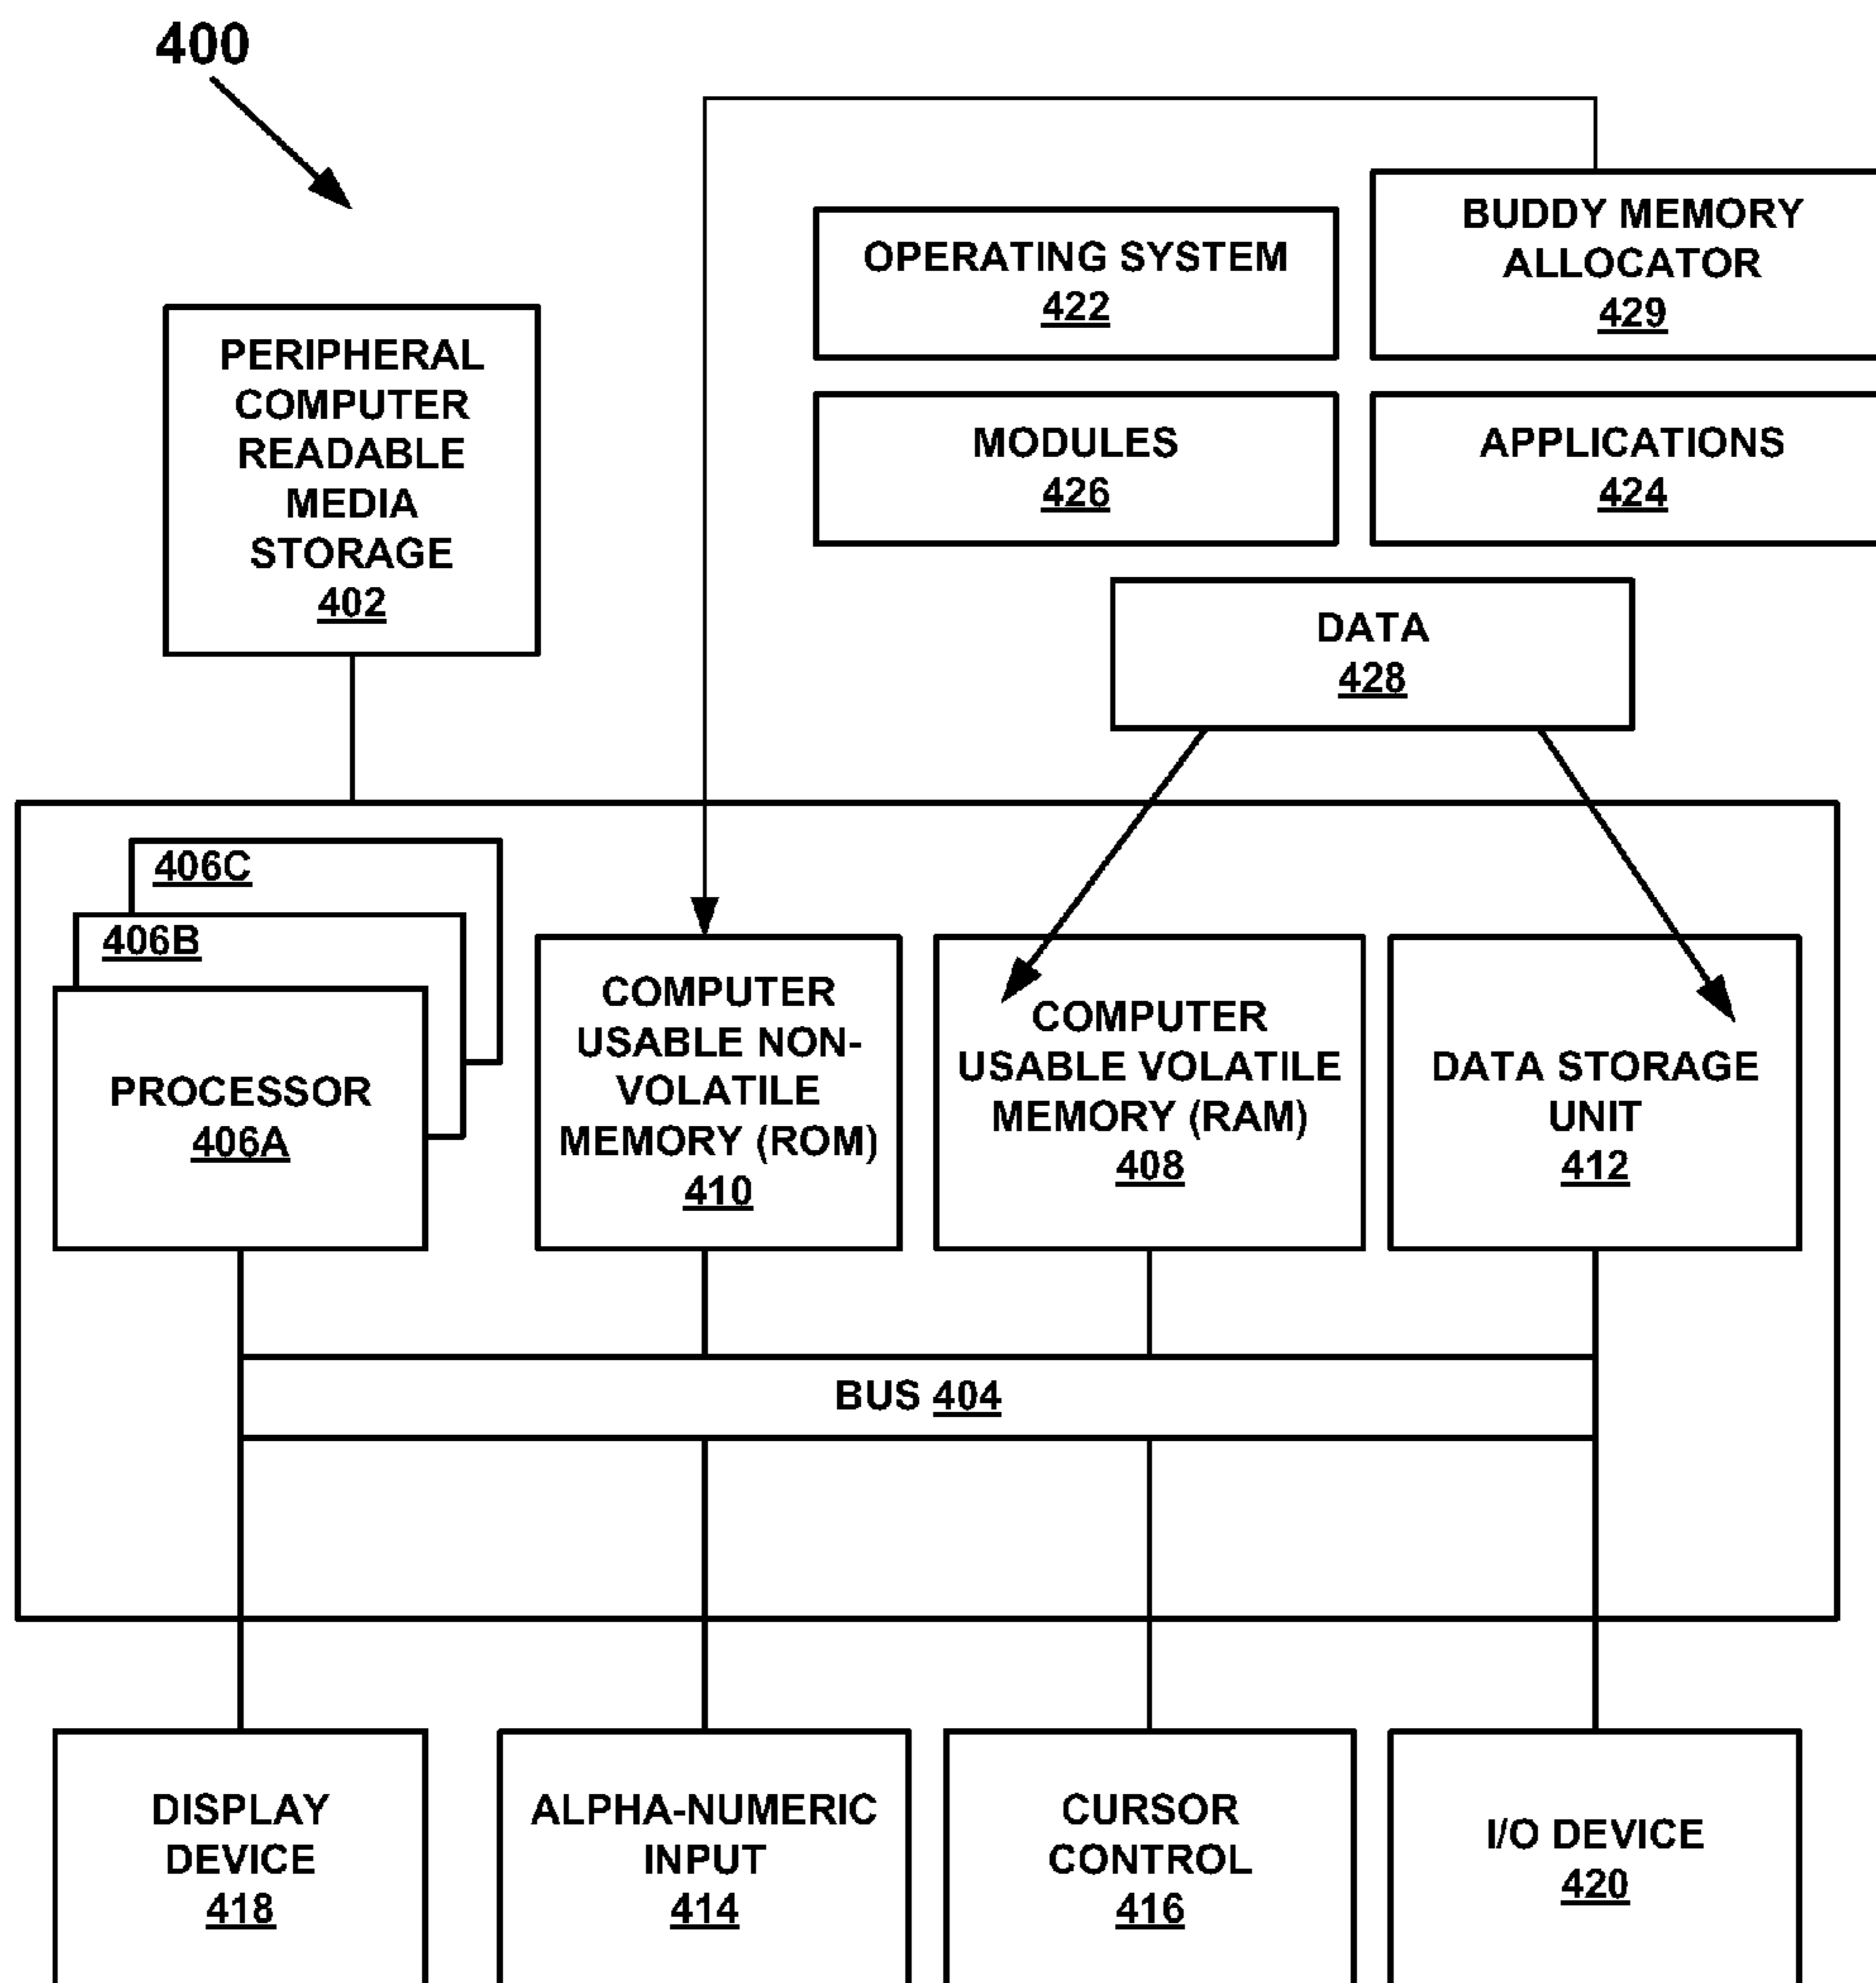 400
OPERATING SYSTEM
422
BUDDY MEMORY
ALLOCATOR
429
PERIPHERAL
COMPUTER
READABLE
MEDIA
STORAGE
402
MODULES
426
APPLICATIONS
424
DATA
428
406C
406B
PROCESSOR
406A
COMPUTER
USABLE NON-
VOLATILE
MEMORY (ROM)
410
COMPUTER
USABLE VOLATILE
MEMORY (RAM)
408
DATA STORAGE
UNIT
412
BUS 404
DISPLAY
DEVICE
418
ALPHA-NUMERIC
INPUT
414
CURSOR
CONTROL
416
I/O DEVICE
420